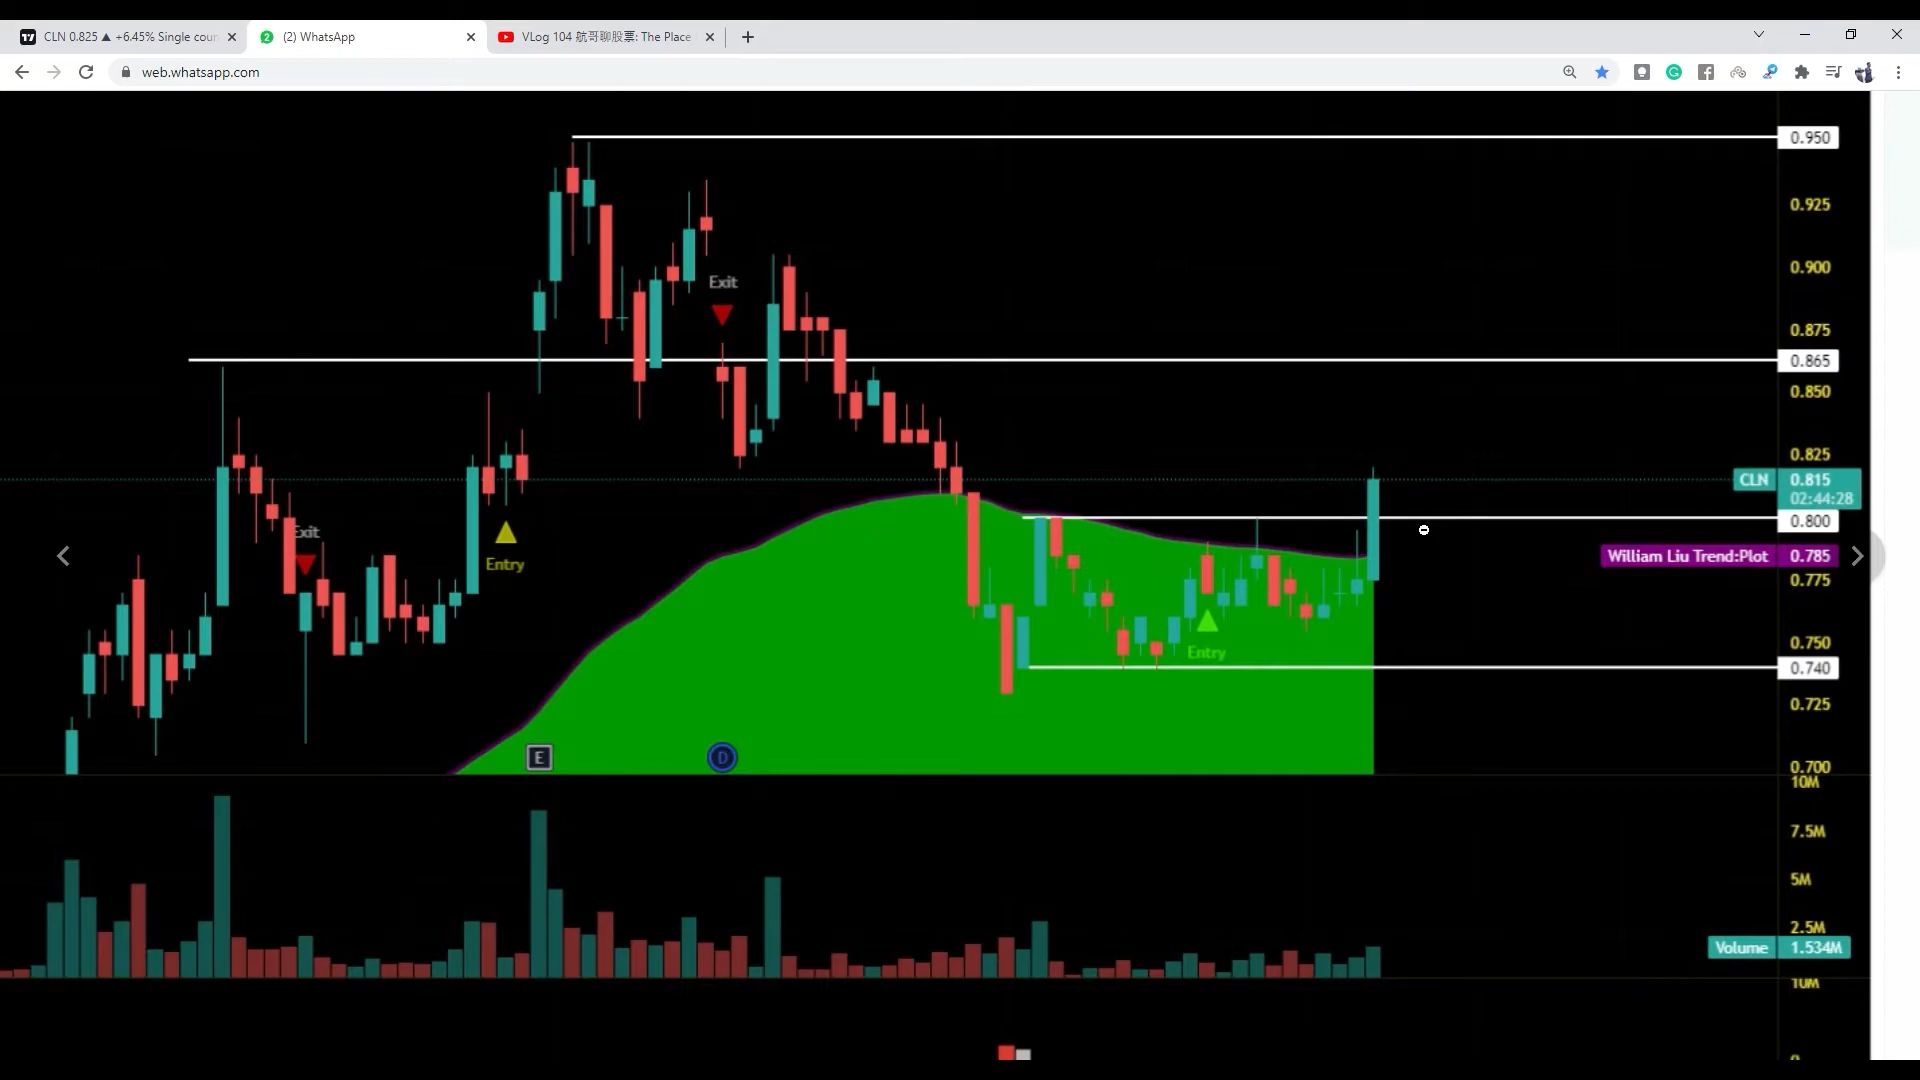 CLN 0.825 ▲ +6.45% Single coun
(2) WhatsApp
VLog 104 航哥聊股票: The Place
web.whatsapp.com
0.950
0.925
0.900
Exit
0.875
0.865
0.850
0.825
CLN 0.815
02:44:28
0.800
Exit
Entry
William Liu Trend:Plot 0.785
0.775
0.750
Entry
0.740
0.725
E
D
0.700
10M
7.5M
5M
2.5M
Volume 1.534M
10M